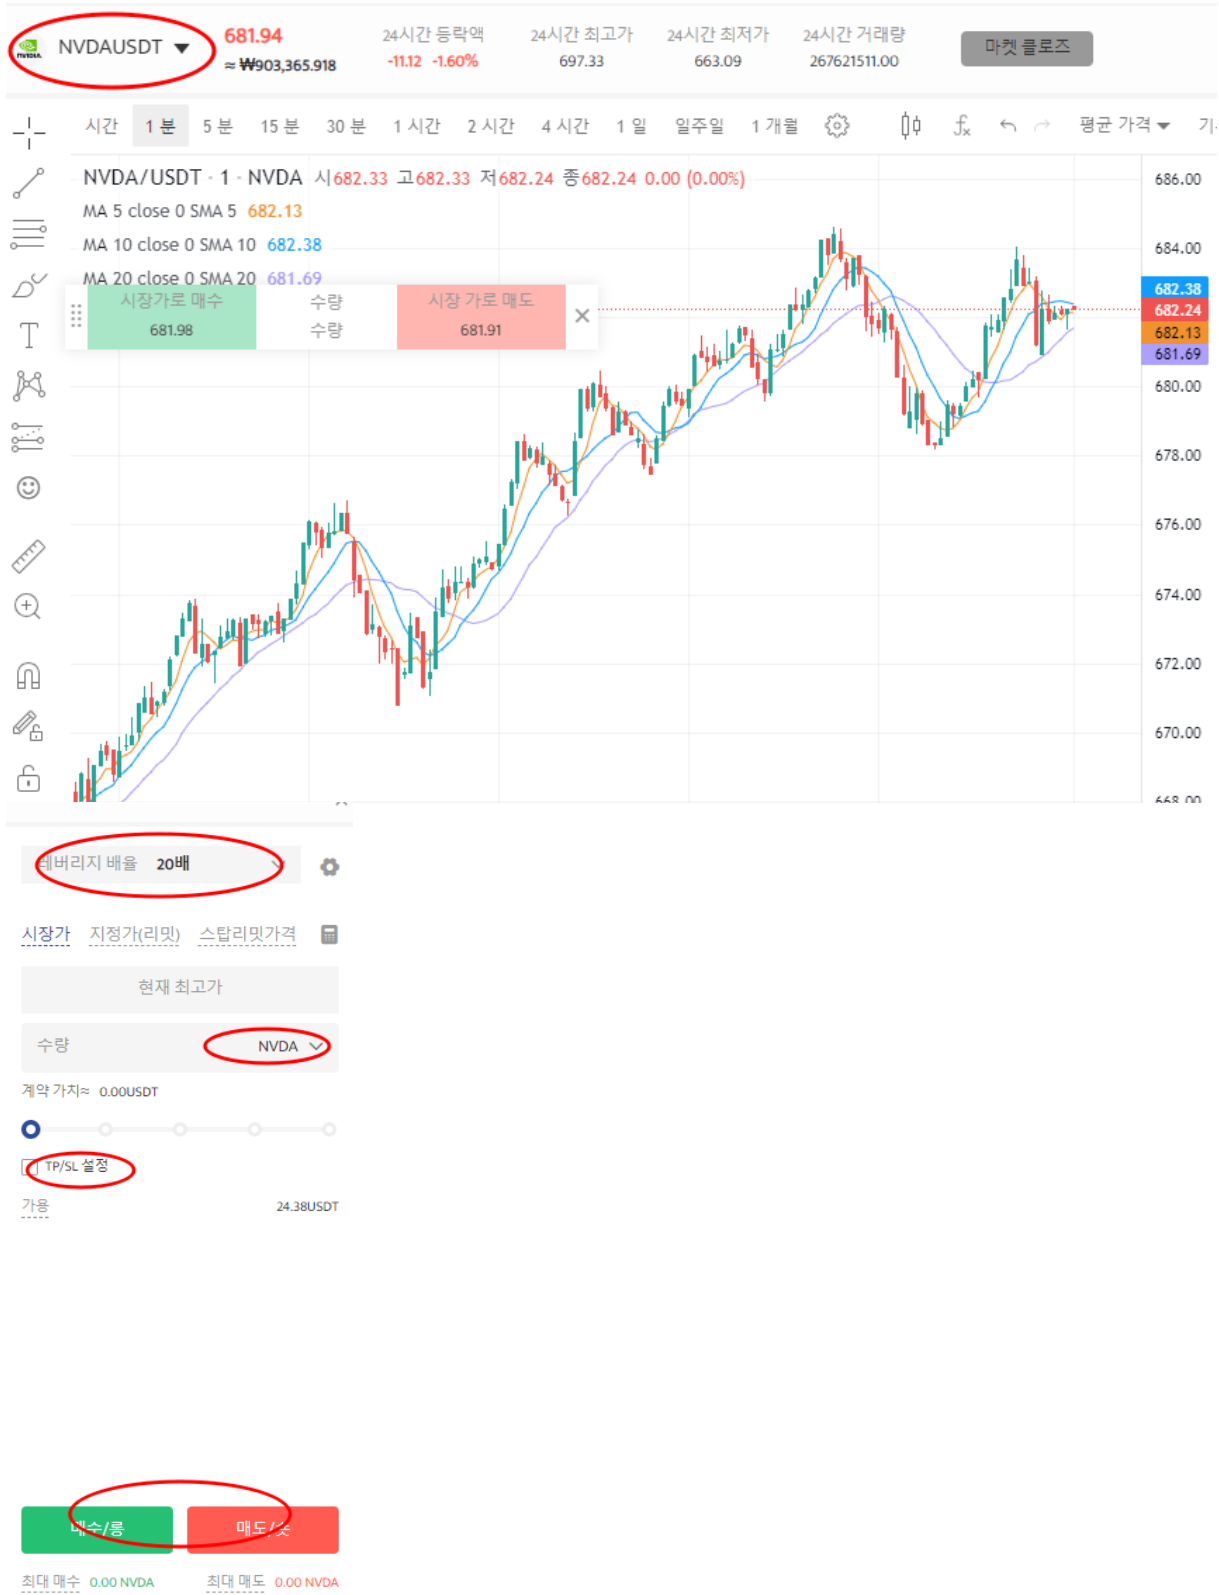 NVDAUSDT
681.94
≈ ₩903,365.918
24시간 등락액
-11.12 -1.60%
24시간 최고가
697.33
24시간 최저가
663.09
24시간 거래량
267621511.00
마켓 클로즈
시간 1 분 5 분 15 분 30 분 1 시간 2 시간 4 시간 1 일 일주일 1 개월 평균 가격
NVDA/USDT · 1 · NVDA 시682.33 고682.33 저682.24 종682.24 0.00 (0.00%)
MA 5 close 0 SMA 5 682.13
MA 10 close 0 SMA 10 682.38
MA 20 close 0 SMA 20 681.69
시장가로 매수
681.98
수량
수량
시장 가로 매도
681.91
686.00
684.00
682.38
682.24
682.13
681.69
680.00
678.00
676.00
674.00
672.00
670.00
668.00
레버리지 배율 20배
시장가 지정가(리밋) 스탑리밋가격
현재 최고가
수량 NVDA
계약 가치≈ 0.00USDT
TP/SL 설정
가용 24.38USDT
매수/롱 매도/숏
최대 매수 0.00 NVDA 최대 매도 0.00 NVDA